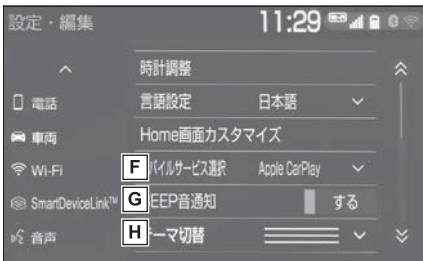 設定・編集 11:29
時計調整
電話 言語設定 日本語
車両 Home画面カスタマイズ
Wi-Fi F バイルサービス選択 Apple CarPlay
SmartDeviceLink™ G EEP音通知 する
音声 H ーマ切替